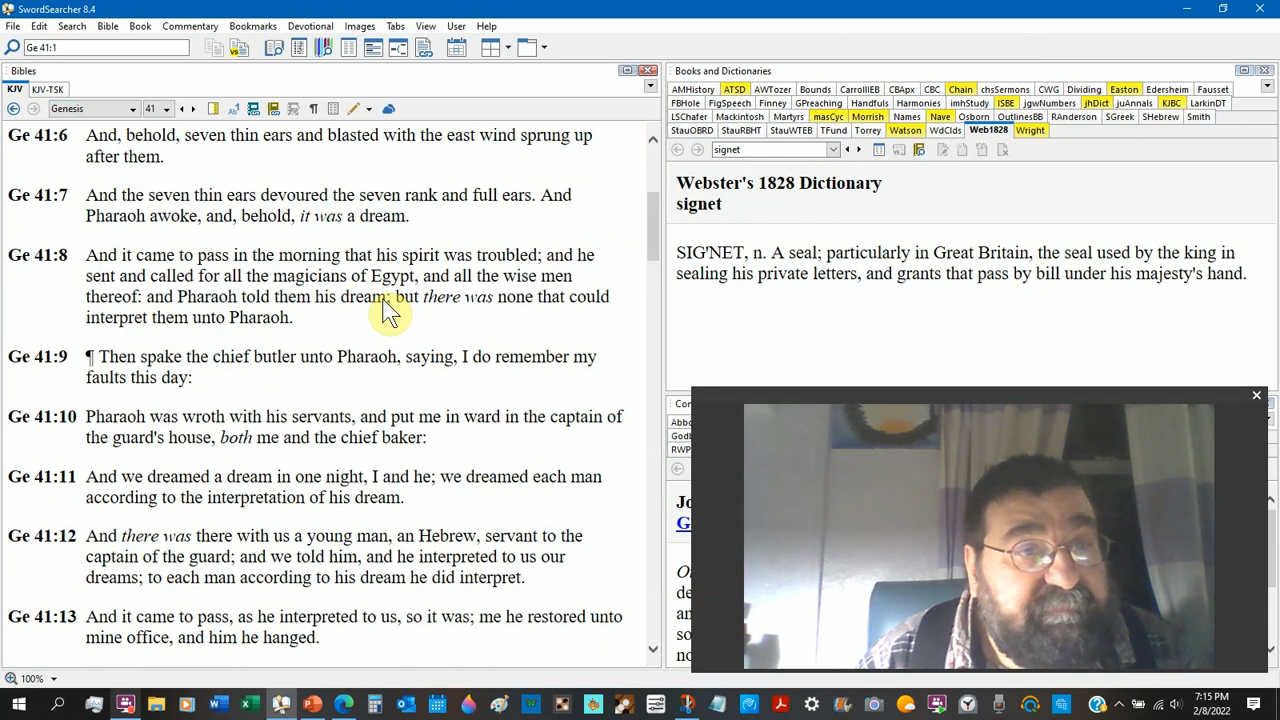 SwordSearcher 8.4
File Edit Search Bible Book Commentary Bookmarks Devotional Images Tabs View User Help
Ge 41:1
Bibles
KJV KJV-TSK
Genesis 41
Ge 41:6 And, behold, seven thin ears and blasted with the east wind sprung up
after them.
Ge 41:7 And the seven thin ears devoured the seven rank and full ears. And
Pharaoh awoke, and, behold, it was a dream.
Ge 41:8 And it came to pass in the morning that his spirit was troubled; and he
sent and called for all the magicians of Egypt, and all the wise men
thereof: and Pharaoh told them his dream; but there was none that could
interpret them unto Pharaoh.
Ge 41:9 ¶ Then spake the chief butler unto Pharaoh, saying, I do remember my
faults this day:
Ge 41:10 Pharaoh was wroth with his servants, and put me in ward in the captain of
the guard's house, both me and the chief baker:
Ge 41:11 And we dreamed a dream in one night, I and he; we dreamed each man
according to the interpretation of his dream.
Ge 41:12 And there was there with us a young man, an Hebrew, servant to the
captain of the guard; and we told him, and he interpreted to us our
dreams; to each man according to his dream he did interpret.
Ge 41:13 And it came to pass, as he interpreted to us, so it was; me he restored unto
mine office, and him he hanged.
100%
Books and Dictionaries
AMHistory ATSD AWTozer Bounds CarrollIEB CBApx CBC Chain chsSermons CWG Dividing Easton Edersheim Fausset
FBHole FigSpeech Finney GPreaching Handfuls Harmonies imhStudy ISBE jgwNumbers jhDict juAnnals KJBC LarkinDT
LSChafer Mackintosh Martyrs masCyc Morrish Names Nave Osborn OutlinesBB RAnderson SGreek SHebrew Smith
StauOBRD StauRBHT StauWTEB TFund Torrey Watson WdClds Web1828 Wright
signet
Webster's 1828 Dictionary
signet
SIG'NET, n. A seal; particularly in Great Britain, the seal used by the king in
sealing his private letters, and grants that pass by bill under his majesty's hand.
7:15 PM
2/8/2022